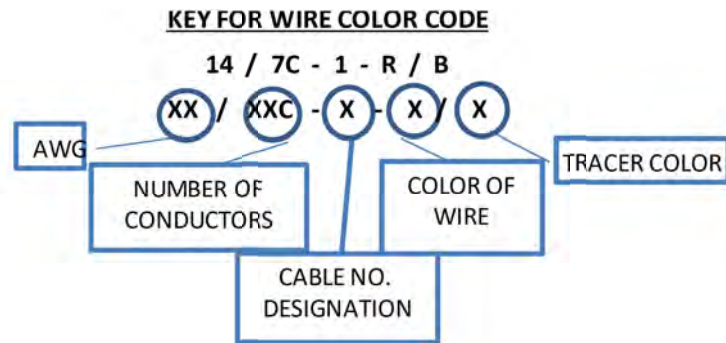 KEY FOR WIRE COLOR CODE
14 / 7C - 1 - R / B
XX / XXC - X - X / X
AWG
NUMBER OF
CONDUCTORS
COLOR OF
WIRE
TRACER COLOR
CABLE NO.
DESIGNATION